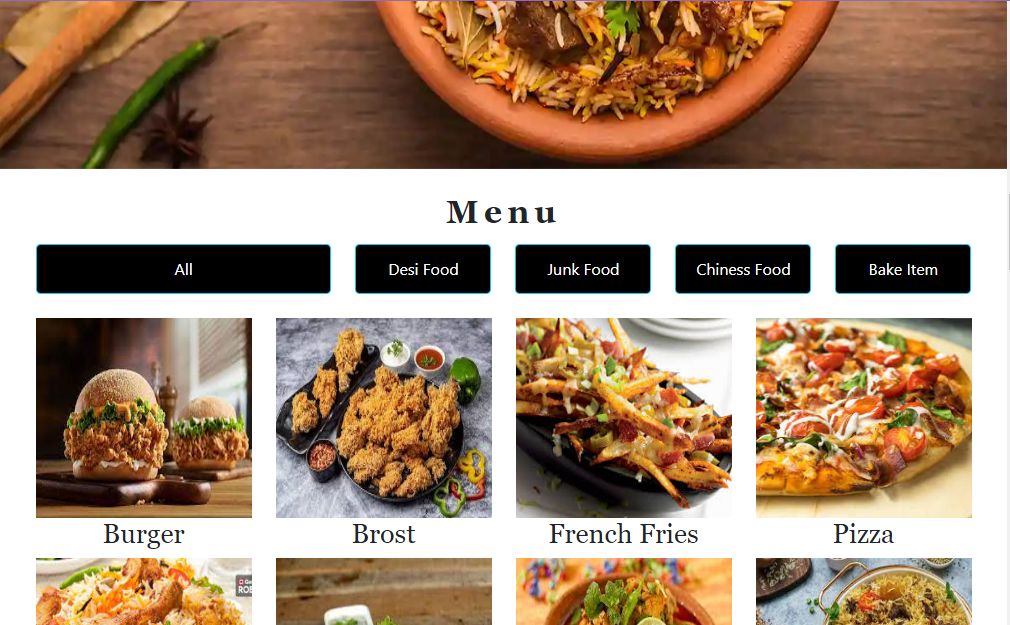 Menu
All
Desi Food
Junk Food
Chiness Food
Bake Item
Burger
Brost
French Fries
Pizza